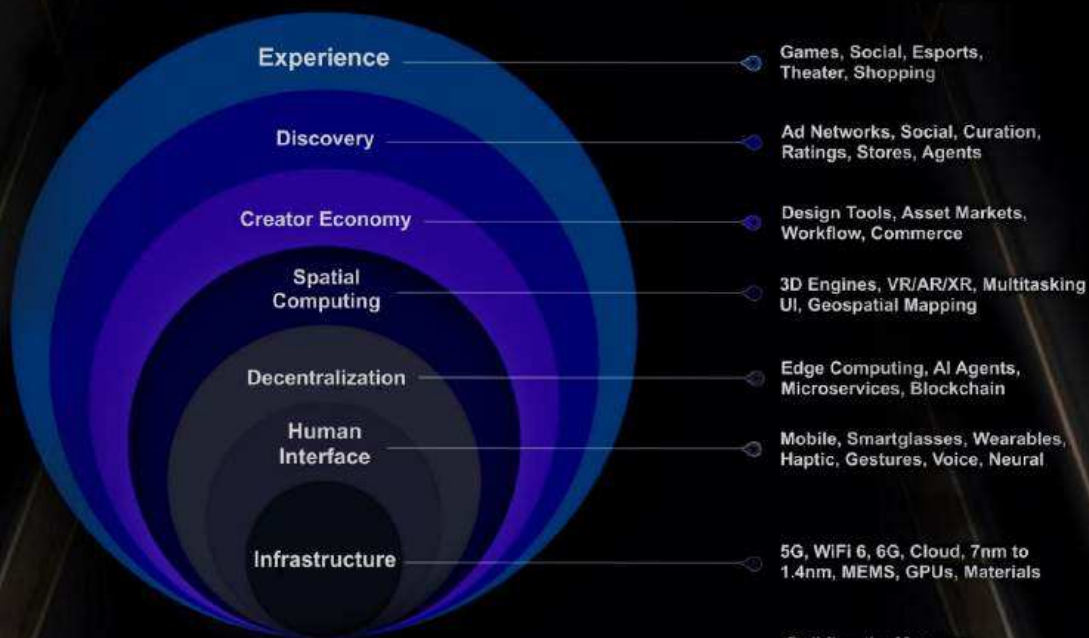 Experience
Games, Social, Esports,
Theater, Shopping
Discovery
Ad Networks, Social, Curation,
Ratings, Stores, Agents
Creator Economy
Design Tools, Asset Markets,
Workflow, Commerce
Spatial
Computing
3D Engines, VR/AR/XR, Multitasking
UI, Geospatial Mapping
Decentralization
Edge Computing, AI Agents,
Microservices, Blockchain
Human
Interface
Mobile, Smartglasses, Wearables,
Haptic, Gestures, Voice, Neural
Infrastructure
5G, WiFi 6, 6G, Cloud, 7nm to
1.4nm, MEMS, GPUs, Materials